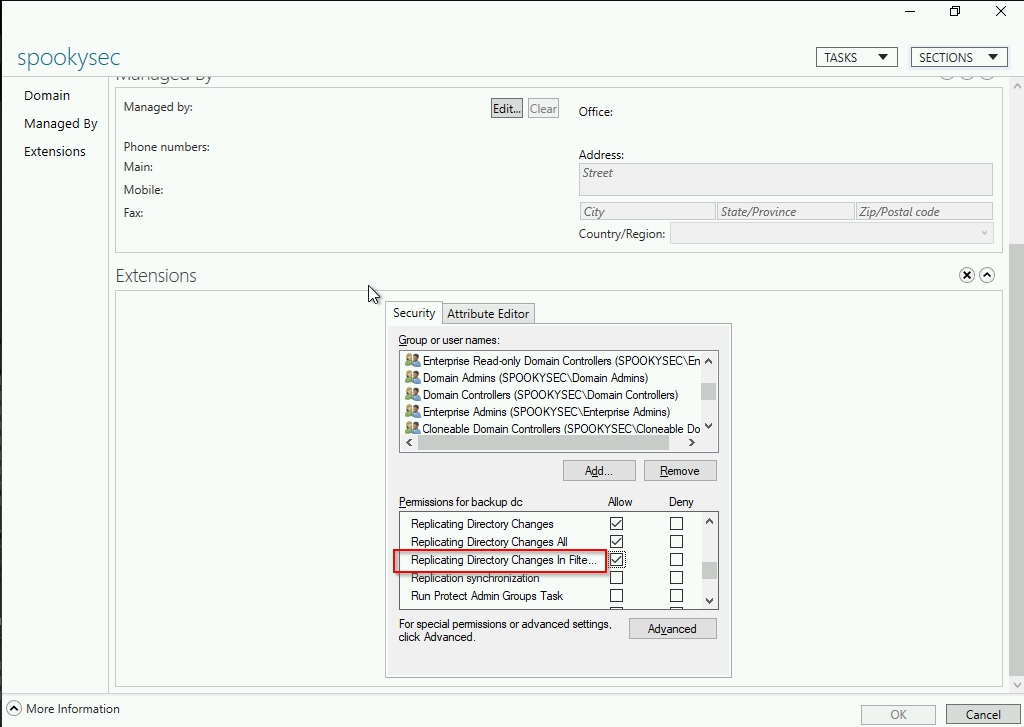 spookysec
TASKS
SECTIONS
Domain
Managed By
Extensions
Managed By
Managed by:
Edit...
Clear
Office:
Phone numbers:
Main:
Mobile:
Fax:
Address:
Street
City
State/Province
Zip/Postal code
Country/Region:
Extensions
Security
Attribute Editor
Group or user names:
Enterprise Read-only Domain Controllers (SPOOKYSEC\En
Domain Admins (SPOOKYSEC\Domain Admins)
Domain Controllers (SPOOKYSEC\Domain Controllers)
Enterprise Admins (SPOOKYSEC\Enterprise Admins)
Cloneable Domain Controllers (SPOOKYSEC\Cloneable Do
Add...
Remove
Permissions for backup dc
Allow
Deny
Replicating Directory Changes
Replicating Directory Changes All
Replicating Directory Changes In Filte...
Replication synchronization
Run Protect Admin Groups Task
For special permissions or advanced settings,
click Advanced.
Advanced
More Information
OK
Cancel